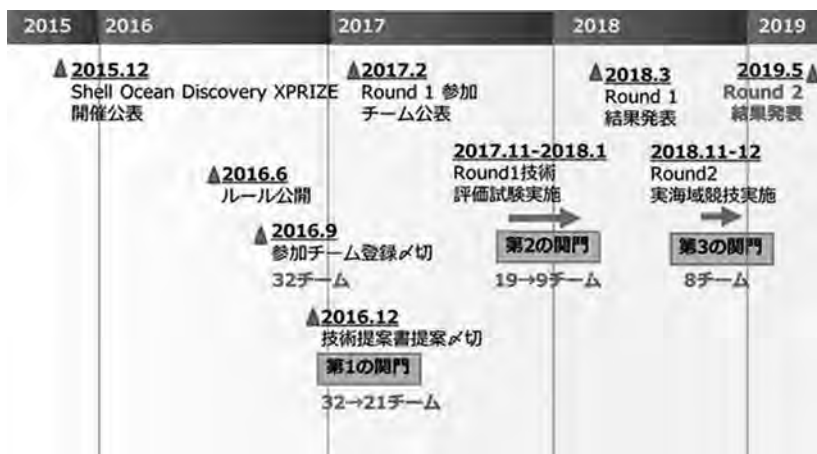 2015
2016
2017
2018
2019
2015.12
Shell Ocean Discovery XPRIZE
開催公表
2017.2
Round 1 参加
チーム公表
2018.3
Round 1
結果発表
2019.5
Round 2
結果発表
2016.6
ルール公開
2017.11-2018.1
Round1技術
評価試験実施
2018.11-12
Round2
実海域競技実施
2016.9
参加チーム登録〆切
32チーム
第2の関門
19→9チーム
第3の関門
8チーム
2016.12
技術提案書提案〆切
第1の関門
32→21チーム